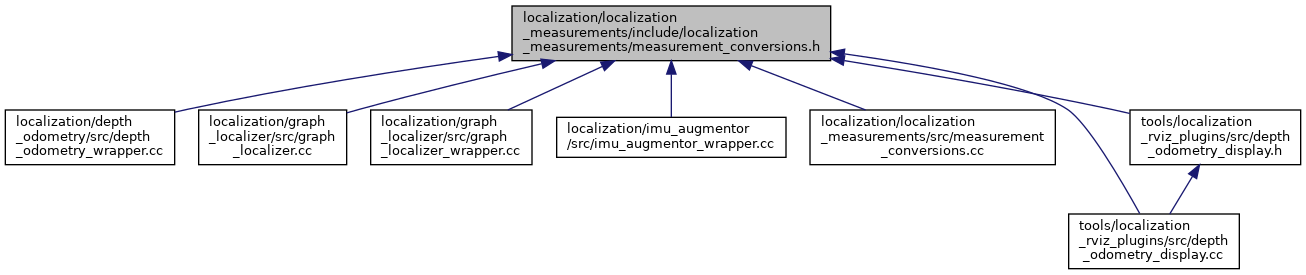 localization/localization
_measurements/include/localization
_measurements/measurement_conversions.h
localization/depth
_odometry/src/depth
_odometry_wrapper.cc
localization/graph
_localizer/src/graph
_localizer.cc
localization/graph
_localizer/src/graph
_localizer_wrapper.cc
localization/imu_augmentor
/src/imu_augmentor_wrapper.cc
localization/localization
_measurements/src/measurement
_conversions.cc
tools/localization
_rviz_plugins/src/depth
_odometry_display.h
tools/localization
_rviz_plugins/src/depth
_odometry_display.cc